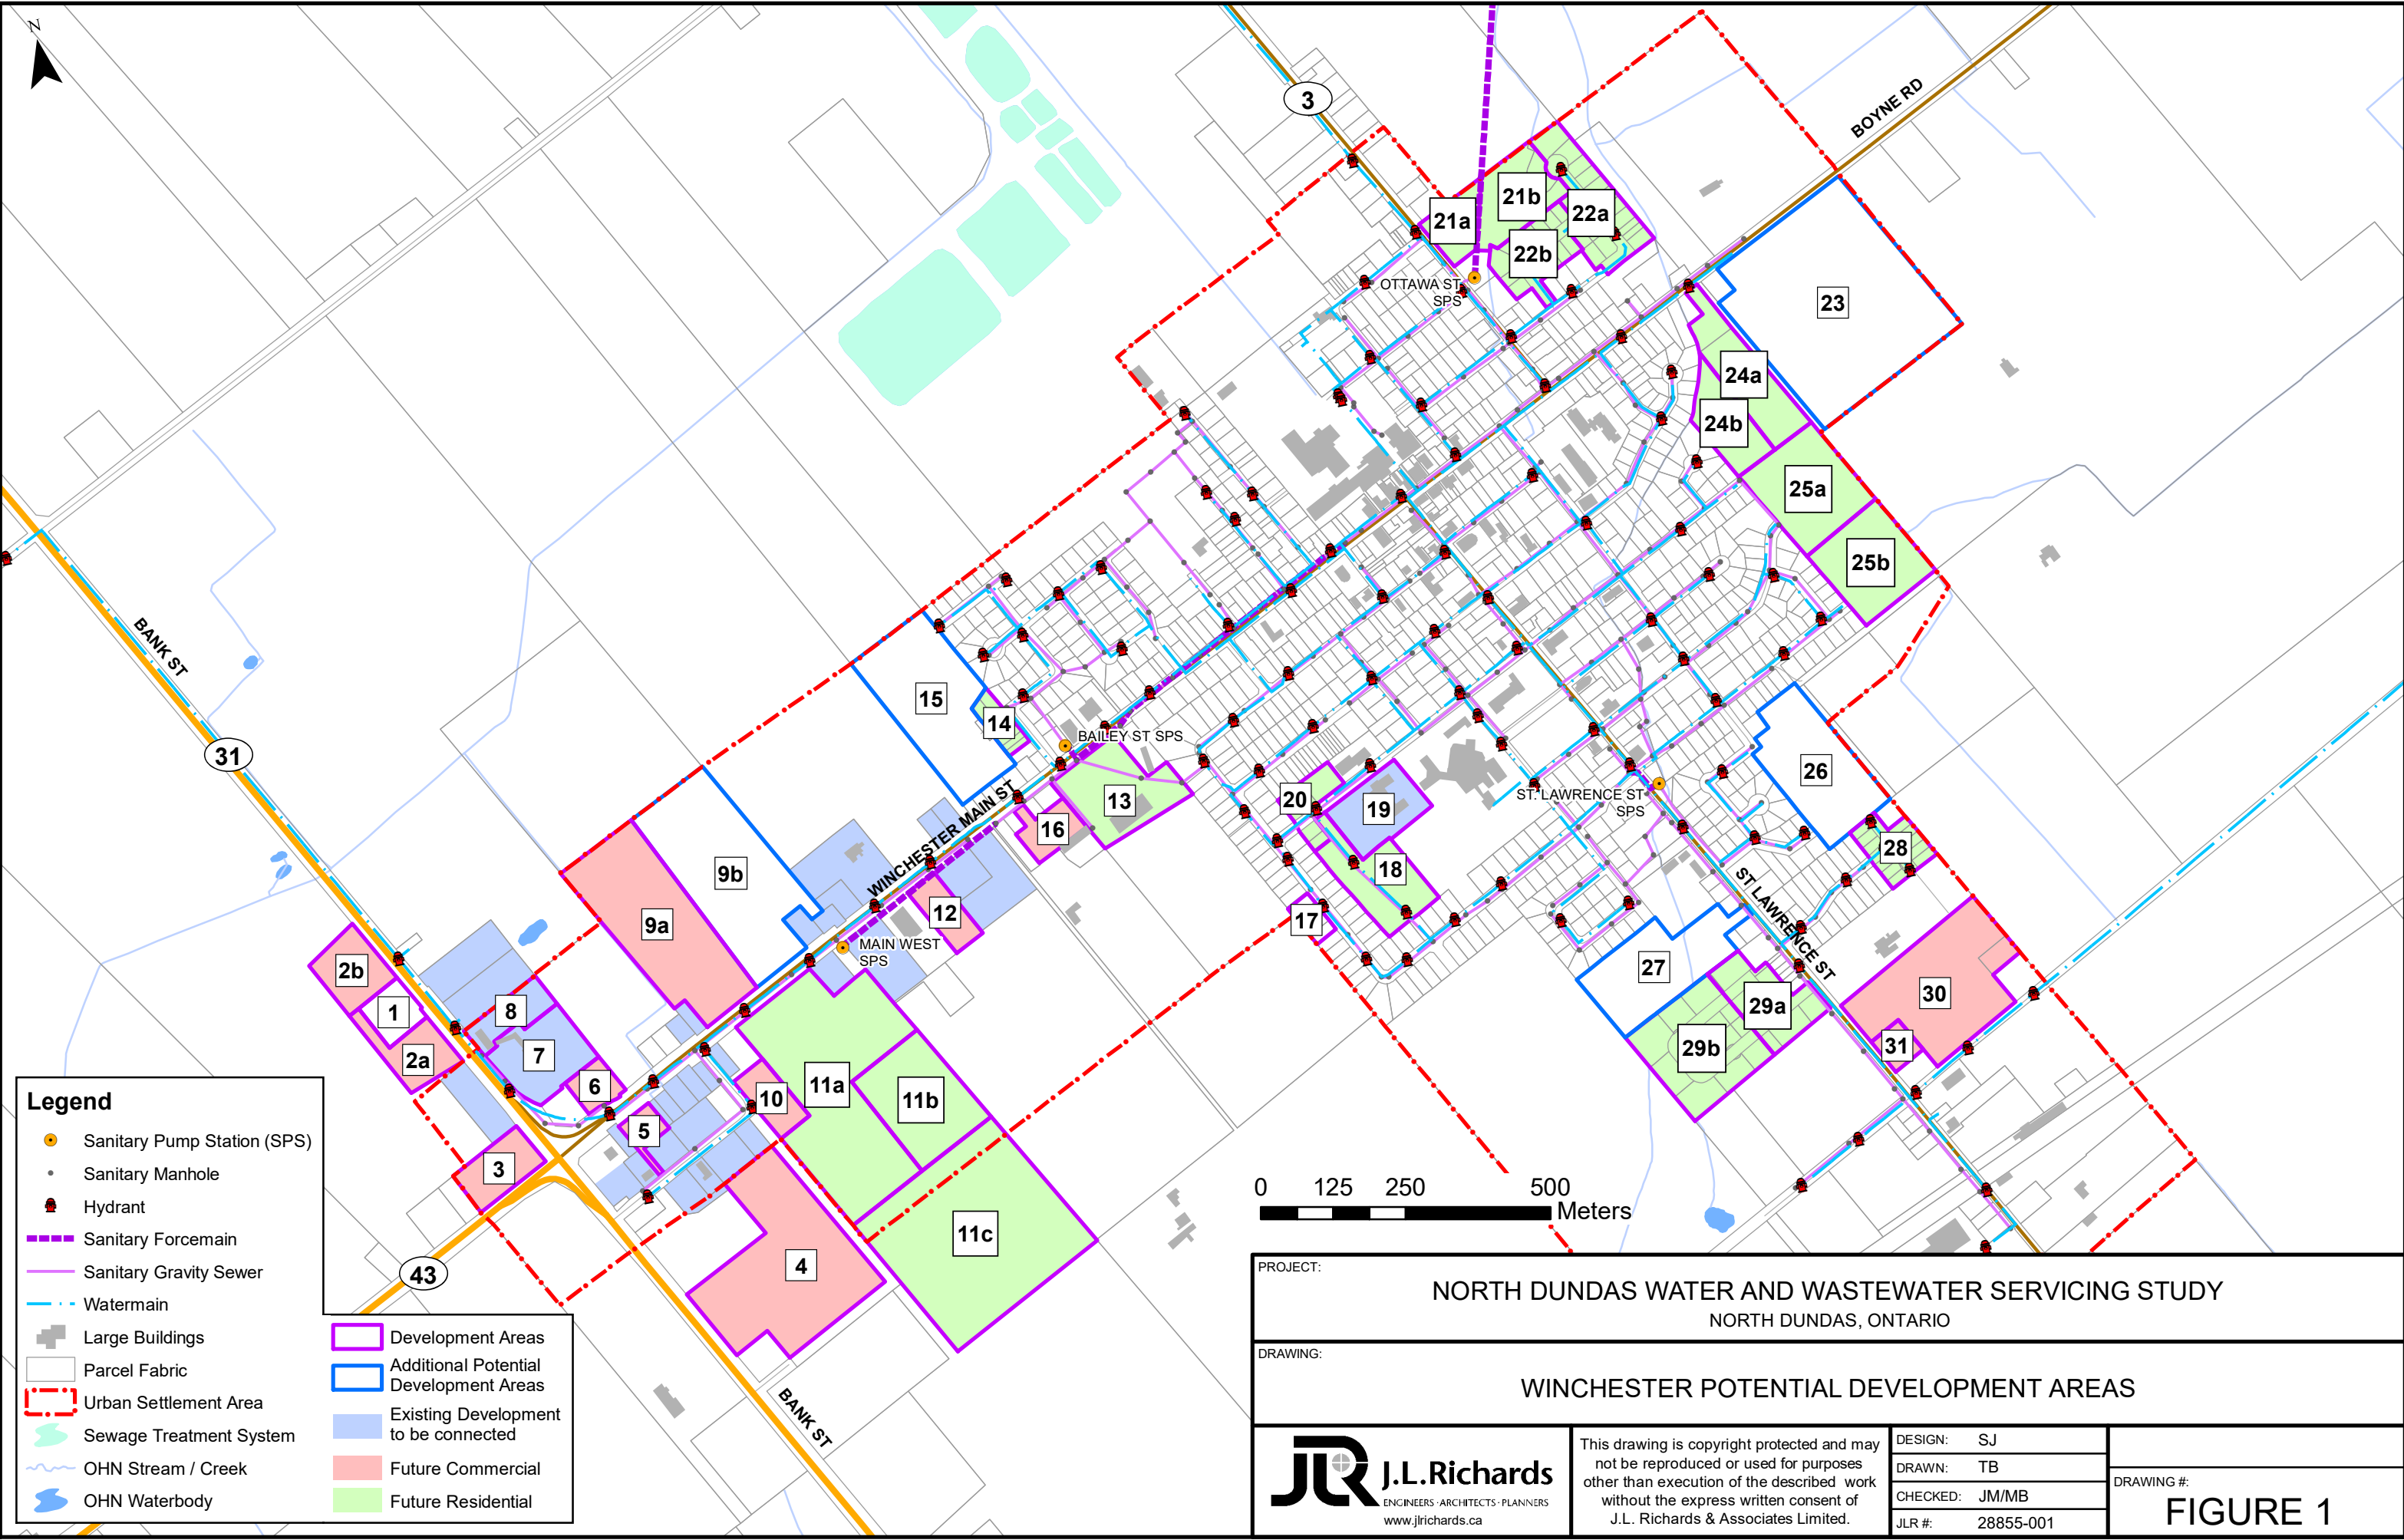 N
3
BOYNE RD
21b
22a
21a
22b
OTTAWA ST
SPS
23
24a
24b
25a
25b
BANK ST
31
15
14
BAILEY ST SPS
13
16
WINCHESTER MAIN ST
26
20
19
ST. LAWRENCE ST
SPS
18
28
17
9b
9a
12
MAIN WEST
SPS
ST LAWRENCE ST
27
30
29a
29b
31
2b
1
2a
8
7
6
5
10
11a
11b
3
4
11c
43
BANK ST
0 125 250 500
Meters
Legend
Sanitary Pump Station (SPS)
Sanitary Manhole
Hydrant
Sanitary Forcemain
Sanitary Gravity Sewer
Watermain
Large Buildings
Parcel Fabric
Urban Settlement Area
Sewage Treatment System
OHN Stream / Creek
OHN Waterbody
Development Areas
Additional Potential
Development Areas
Existing Development
to be connected
Future Commercial
Future Residential
PROJECT:
NORTH DUNDAS WATER AND WASTEWATER SERVICING STUDY
NORTH DUNDAS, ONTARIO
DRAWING:
WINCHESTER POTENTIAL DEVELOPMENT AREAS
JLR J.L.Richards
ENGINEERS · ARCHITECTS · PLANNERS
www.jlrichards.ca
This drawing is copyright protected and may
not be reproduced or used for purposes
other than execution of the described work
without the express written consent of
J.L. Richards & Associates Limited.
DESIGN: SJ
DRAWN: TB
CHECKED: JM/MB
JLR #: 28855-001
DRAWING #:
FIGURE 1